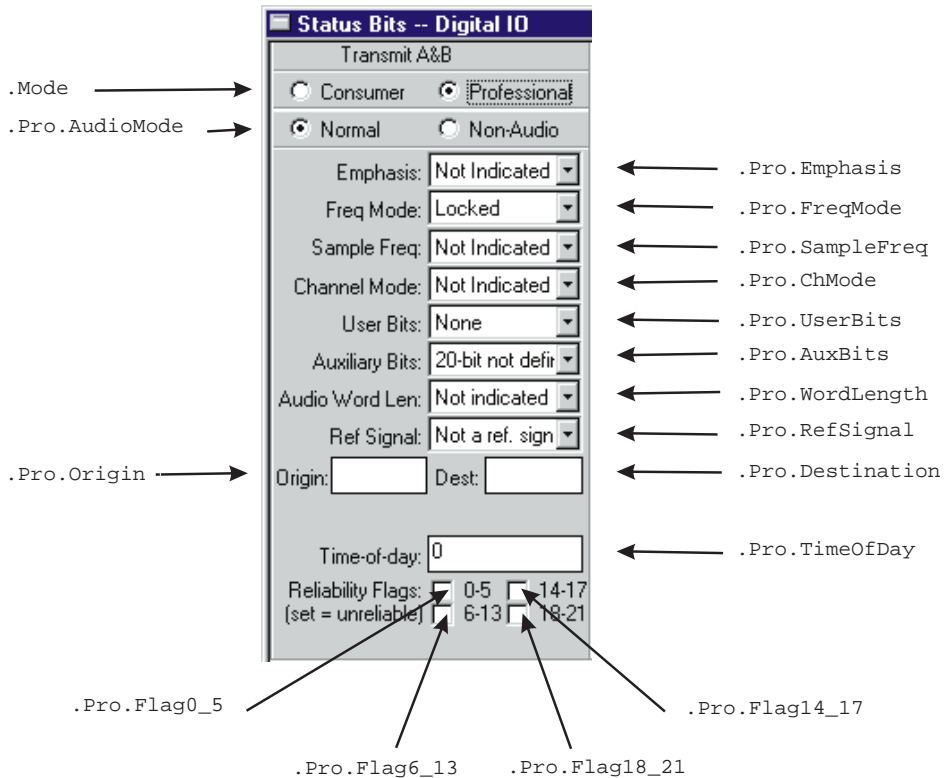 Status Bits -- Digital IO
Transmit A&B
.Mode
Consumer Professional
.Pro.AudioMode
Normal Non-Audio
Emphasis: Not Indicated .Pro.Emphasis
Freq Mode: Locked .Pro.FreqMode
Sample Freq: Not Indicated .Pro.SampleFreq
Channel Mode: Not Indicated .Pro.ChMode
User Bits: None .Pro.UserBits
Auxiliary Bits: 20-bit not defir .Pro.AuxBits
Audio Word Len: Not indicated .Pro.WordLength
Ref Signal: Not a ref. sign .Pro.RefSignal
.Pro.Origin Origin: Dest: .Pro.Destination
Time-of-day: 0 .Pro.TimeOfDay
Reliability Flags: 0-5 14-17
(set = unreliable) 6-13 18-21
.Pro.Flag0_5 .Pro.Flag14_17
.Pro.Flag6_13 .Pro.Flag18_21